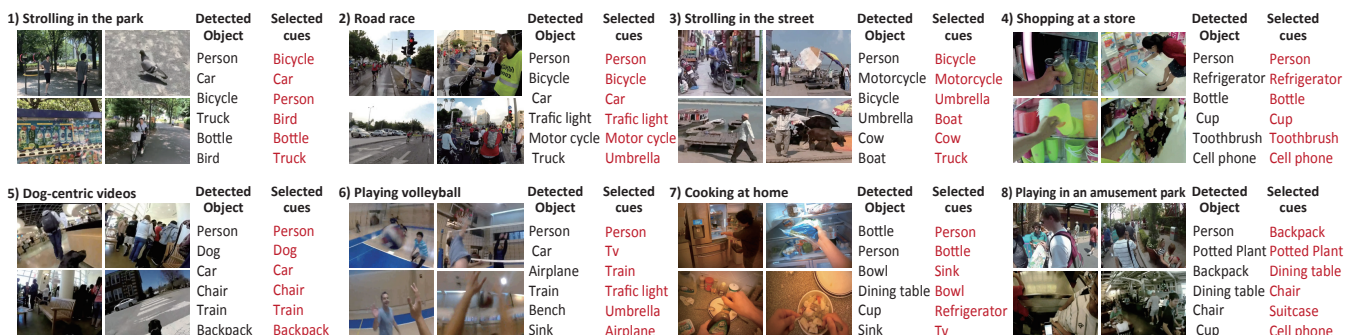 1) Strolling in the park
Detected Object Selected cues
Person Bicycle
Car Car
Bicycle Person
Truck Bird
Bottle Bottle
Bird Truck
2) Road race
Detected Object Selected cues
Person Person
Bicycle Bicycle
Car Car
Trafic light Trafic light
Motor cycle Motor cycle
Truck Umbrella
3) Strolling in the street
Detected Object Selected cues
Person Bicycle
Motorcycle Motorcycle
Bicycle Umbrella
Umbrella Boat
Cow Cow
Boat Truck
4) Shopping at a store
Detected Object Selected cues
Person Person
Refrigerator Refrigerator
Bottle Bottle
Cup Cup
Toothbrush Toothbrush
Cell phone Cell phone
5) Dog-centric videos
Detected Object Selected cues
Person Person
Dog Dog
Car Car
Chair Chair
Train Train
Backpack Backpack
6) Playing volleyball
Detected Object Selected cues
Person Person
Car Tv
Airplane Train
Train Trafic light
Bench Umbrella
Sink Airplane
7) Cooking at home
Detected Object Selected cues
Bottle Person
Person Bottle
Bowl Sink
Dining table Bowl
Cup Refrigerator
Sink Tv
8) Playing in an amusement park
Detected Object Selected cues
Person Backpack
Potted Plant Potted Plant
Backpack Dining table
Dining table Chair
Chair Suitcase
Cup Cell phone